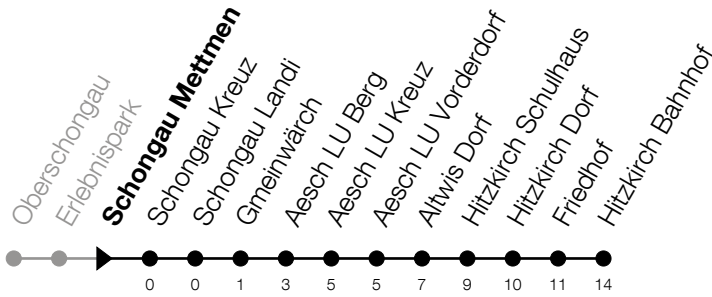 Oberschongau
Erlebnispark
Schongau Mettmen
Schongau Kreuz
Schongau Landi
Gmeinwärch
Aesch LU Berg
Aesch LU Kreuz
Aesch LU Vorderdorf
Altwis Dorf
Hitzkirch Schulhaus
Hitzkirch Dorf
Friedhof
Hitzkirch Bahnhof
0 0 1 3 5 5 7 9 10 11 14